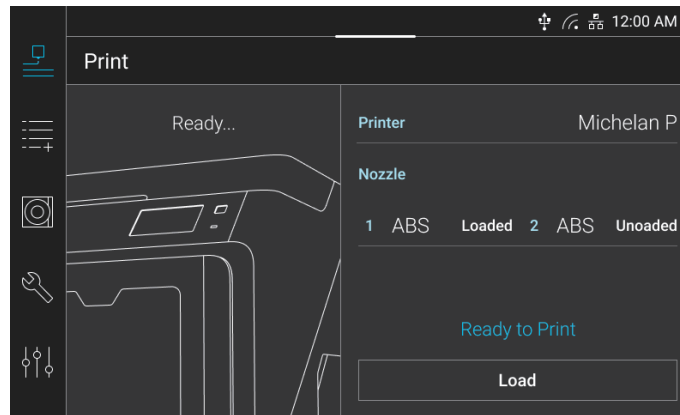 12:00 AM
Print
Ready...
Printer Michelan P
Nozzle
1 ABS Loaded 2 ABS Unoaded
Ready to Print
Load